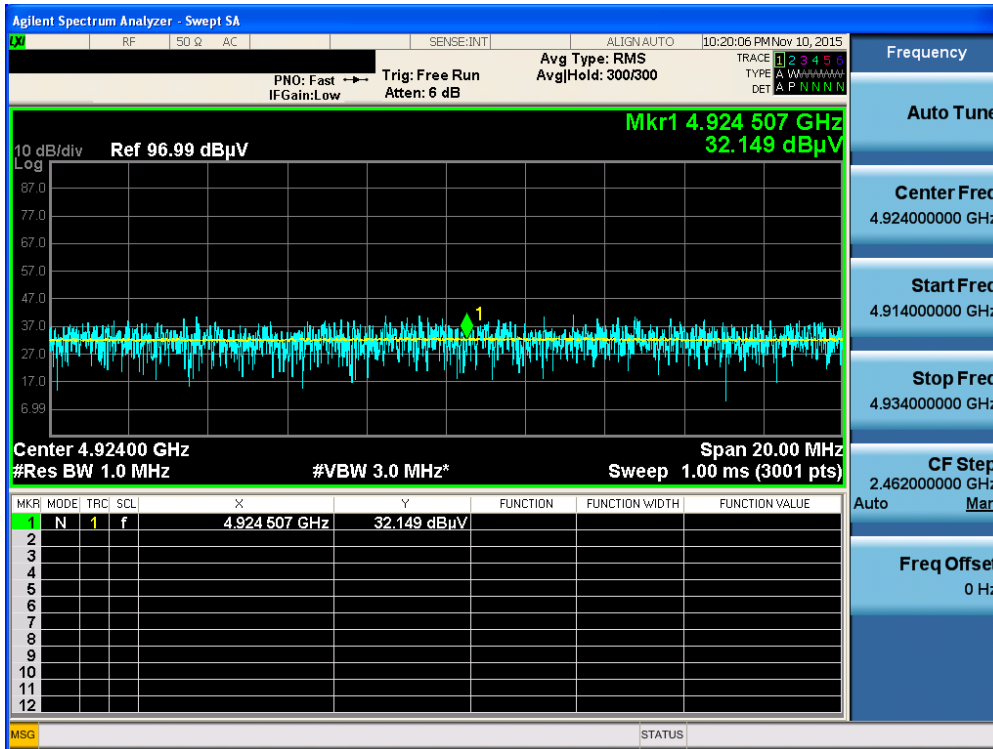 Agilent Spectrum Analyzer - Swept SA
LXI RF 50 Ω AC SENSE:INT ALIGN AUTO 10:20:06 PM Nov 10, 2015
PNO: Fast Trig: Free Run Avg Type: RMS TRACE 1 2 3 4 5 6
IFGain:Low Atten: 6 dB Avg|Hold: 300/300 TYPE A W
DET A P N N N N
Mkr1 4.924 507 GHz
32.149 dBµV
10 dB/div Ref 96.99 dBµV
Log
87.0
77.0
67.0
57.0
47.0
37.0
27.0
17.0
6.99
1
Center 4.92400 GHz Span 20.00 MHz
#Res BW 1.0 MHz #VBW 3.0 MHz* Sweep 1.00 ms (3001 pts)
MKR MODE TRC SCL X Y FUNCTION FUNCTION WIDTH FUNCTION VALUE
1 N 1 f 4.924 507 GHz 32.149 dBµV
2
3
4
5
6
7
8
9
10
11
12
MSG STATUS
Frequency
Auto Tune
Center Freq
4.924000000 GHz
Start Freq
4.914000000 GHz
Stop Freq
4.934000000 GHz
CF Step
2.462000000 GHz
Auto Man
Freq Offset
0 Hz